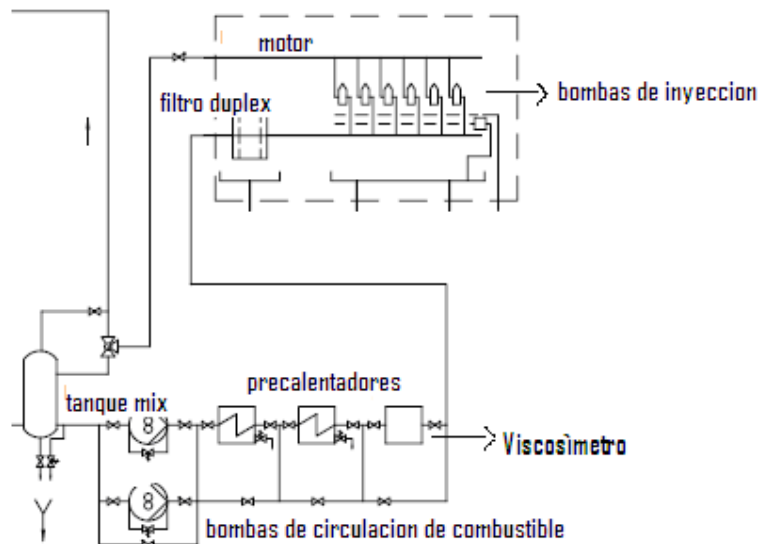 motor
bombas de inyeccion
filtro duplex
precalentadores
tanque mix
Viscosìmetro
bombas de circulacion de combustible